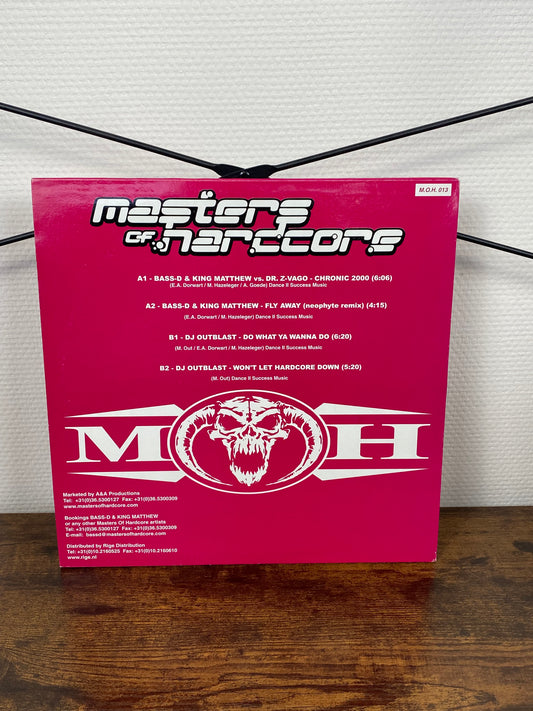 M.O.H. 013
masters
of hardcore
A1 - BASS-D & KING MATTHEW vs. DR. Z-VAGO - CHRONIC 2000 (6:06)
(E.A. Dorwart / M. Hazeleger / A. Goede) Dance II Success Music
A2 - BASS-D & KING MATTHEW - FLY AWAY (neophyte remix) (4:15)
(E.A. Dorwart / M. Hazeleger) Dance II Success Music
B1 - DJ OUTBLAST - DO WHAT YA WANNA DO (6:20)
(M. Out / E.A. Dorwart / M. Hazeleger) Dance II Success Music
B2 - DJ OUTBLAST - WON'T LET HARDCORE DOWN (5:20)
(M. Out) Dance II Success Music
M H
Marketed by A&A Productions
Tel: +31(0)36.5300127 Fax: +31(0)36.5300309
www.mastersofhardcore.com
Bookings BASS-D & KING MATTHEW
or any other Masters Of Hardcore artists
Tel: +31(0)36.5300127 Fax: +31(0)36.5300309
E-mail: bassd@mastersofhardcore.com
Distributed by Rige Distribution
Tel: +31(0)10.2160525 Fax: +31(0)10.2160610
www.rige.nl